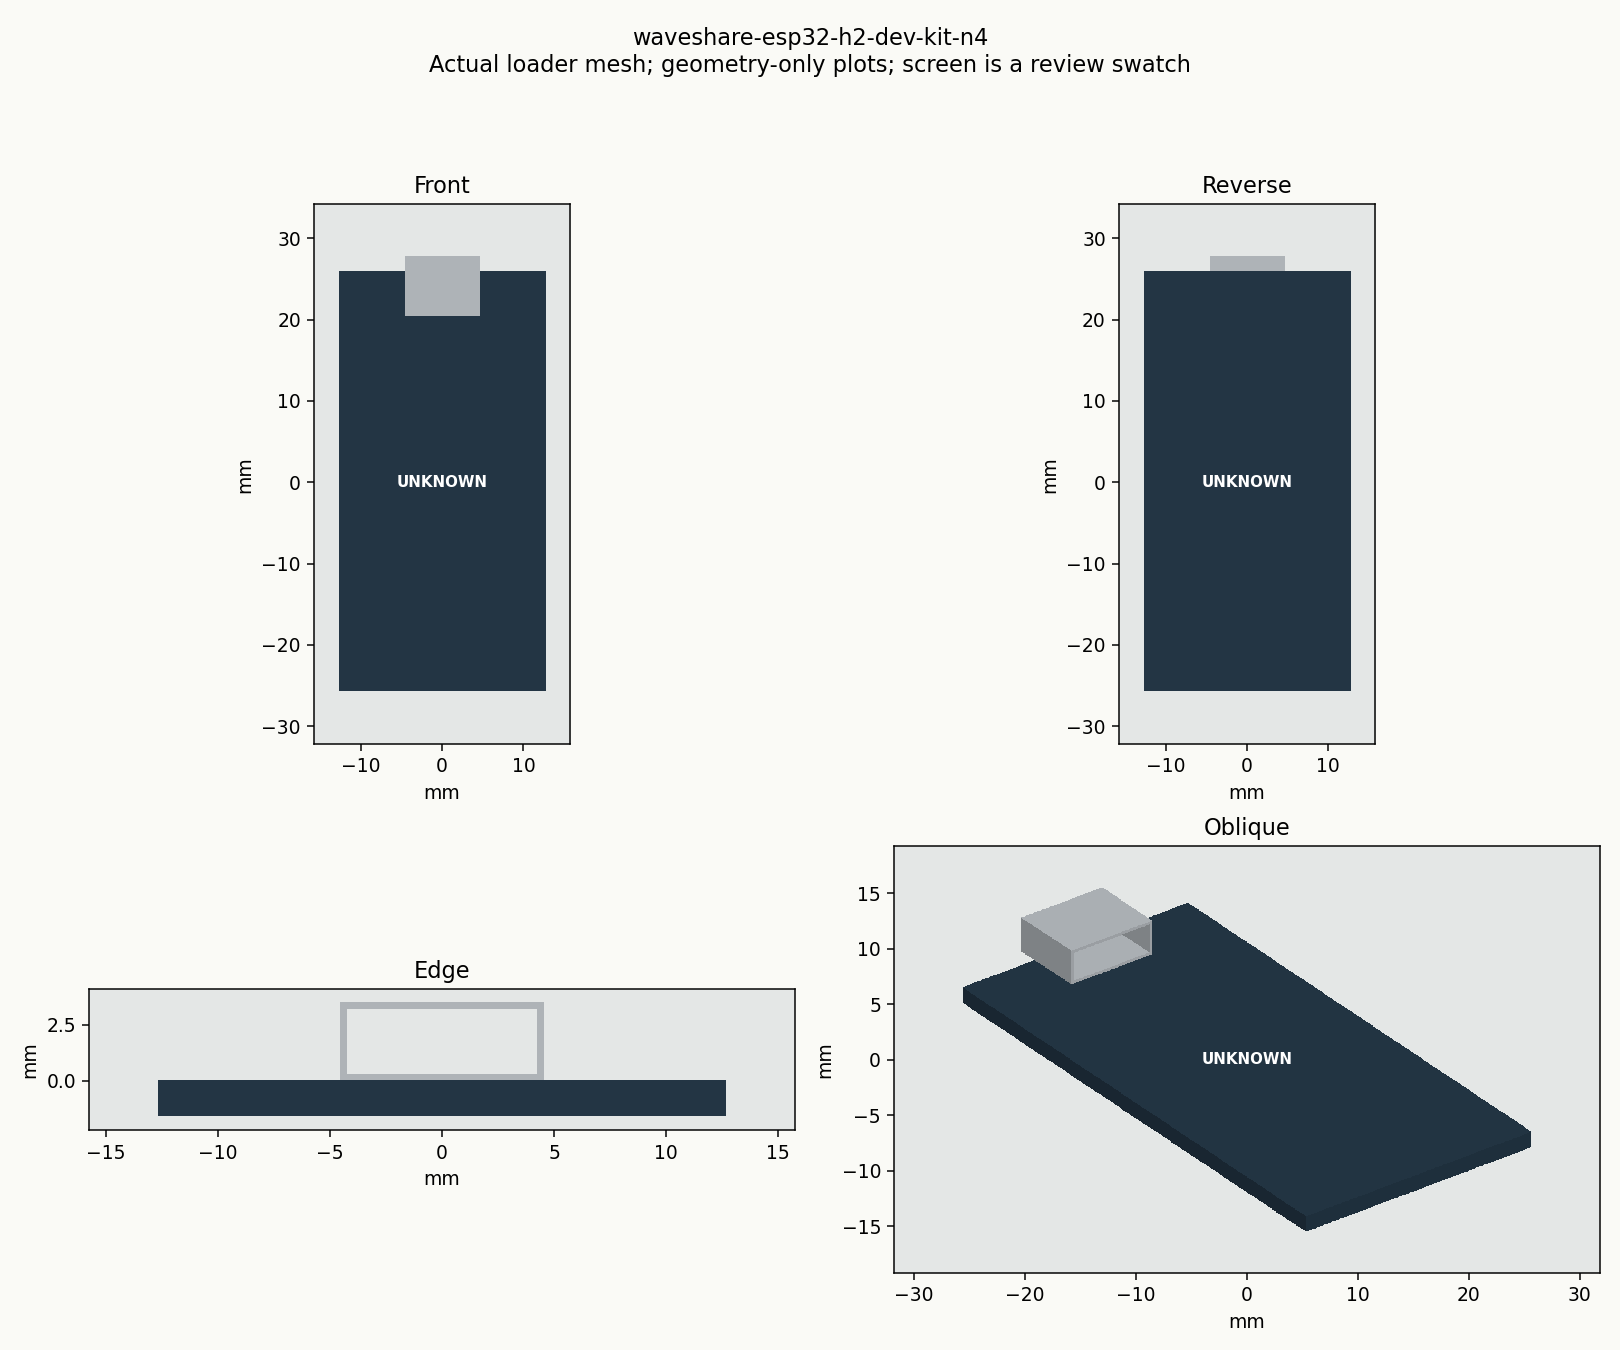 waveshare-esp32-h2-dev-kit-n4
Actual loader mesh; geometry-only plots; screen is a review swatch
Front
30
20
10
0
−10
−20
−30
mm
UNKNOWN
−10 0 10
mm
Reverse
30
20
10
0
−10
−20
−30
mm
UNKNOWN
−10 0 10
mm
Edge
2.5
0.0
mm
−15 −10 −5 0 5 10 15
mm
Oblique
15
10
5
0
−5
−10
−15
mm
UNKNOWN
−30 −20 −10 0 10 20 30
mm